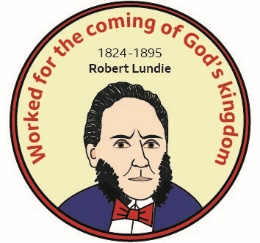 Worked for the coming of God's kingdom
1824-1895
Robert Lundie